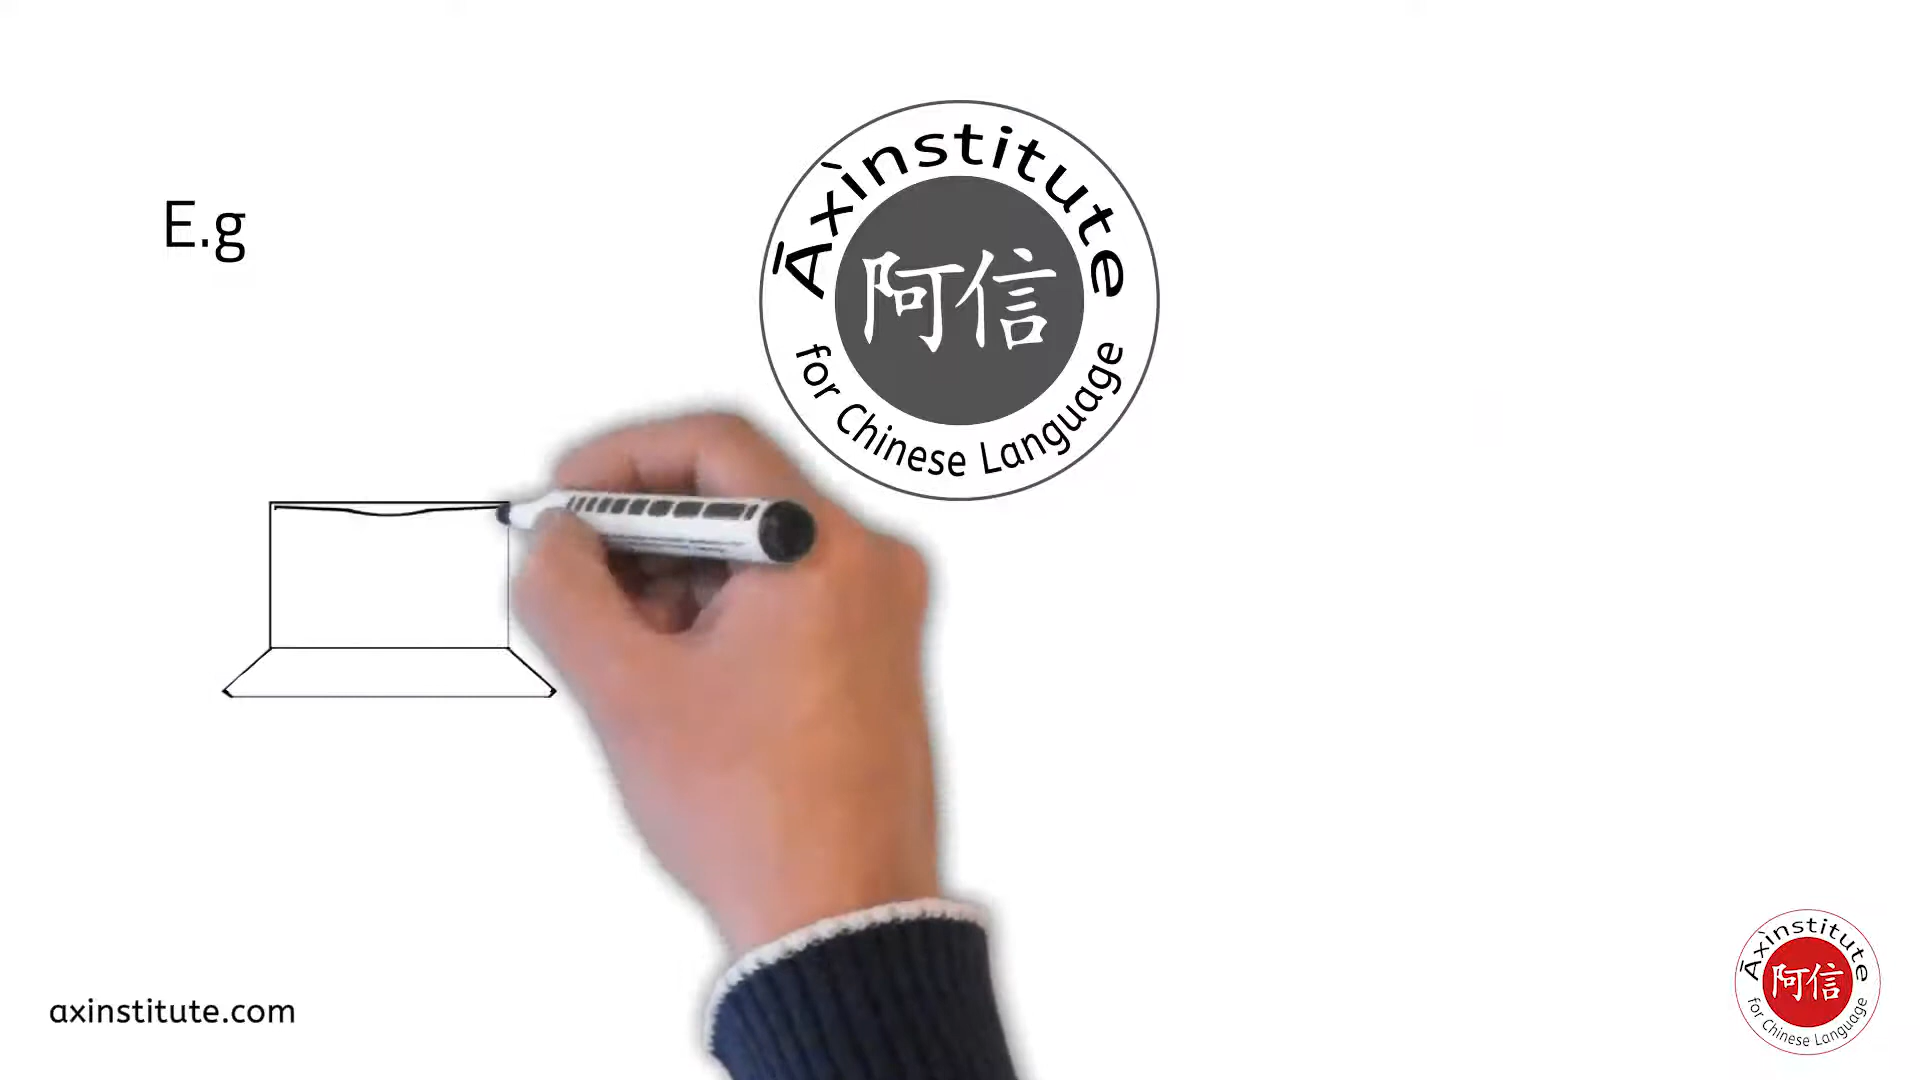 E.g
Āxìnstitute
阿信
for Chinese Language
axinstitute.com
Āxìnstitute
阿信
for Chinese Language